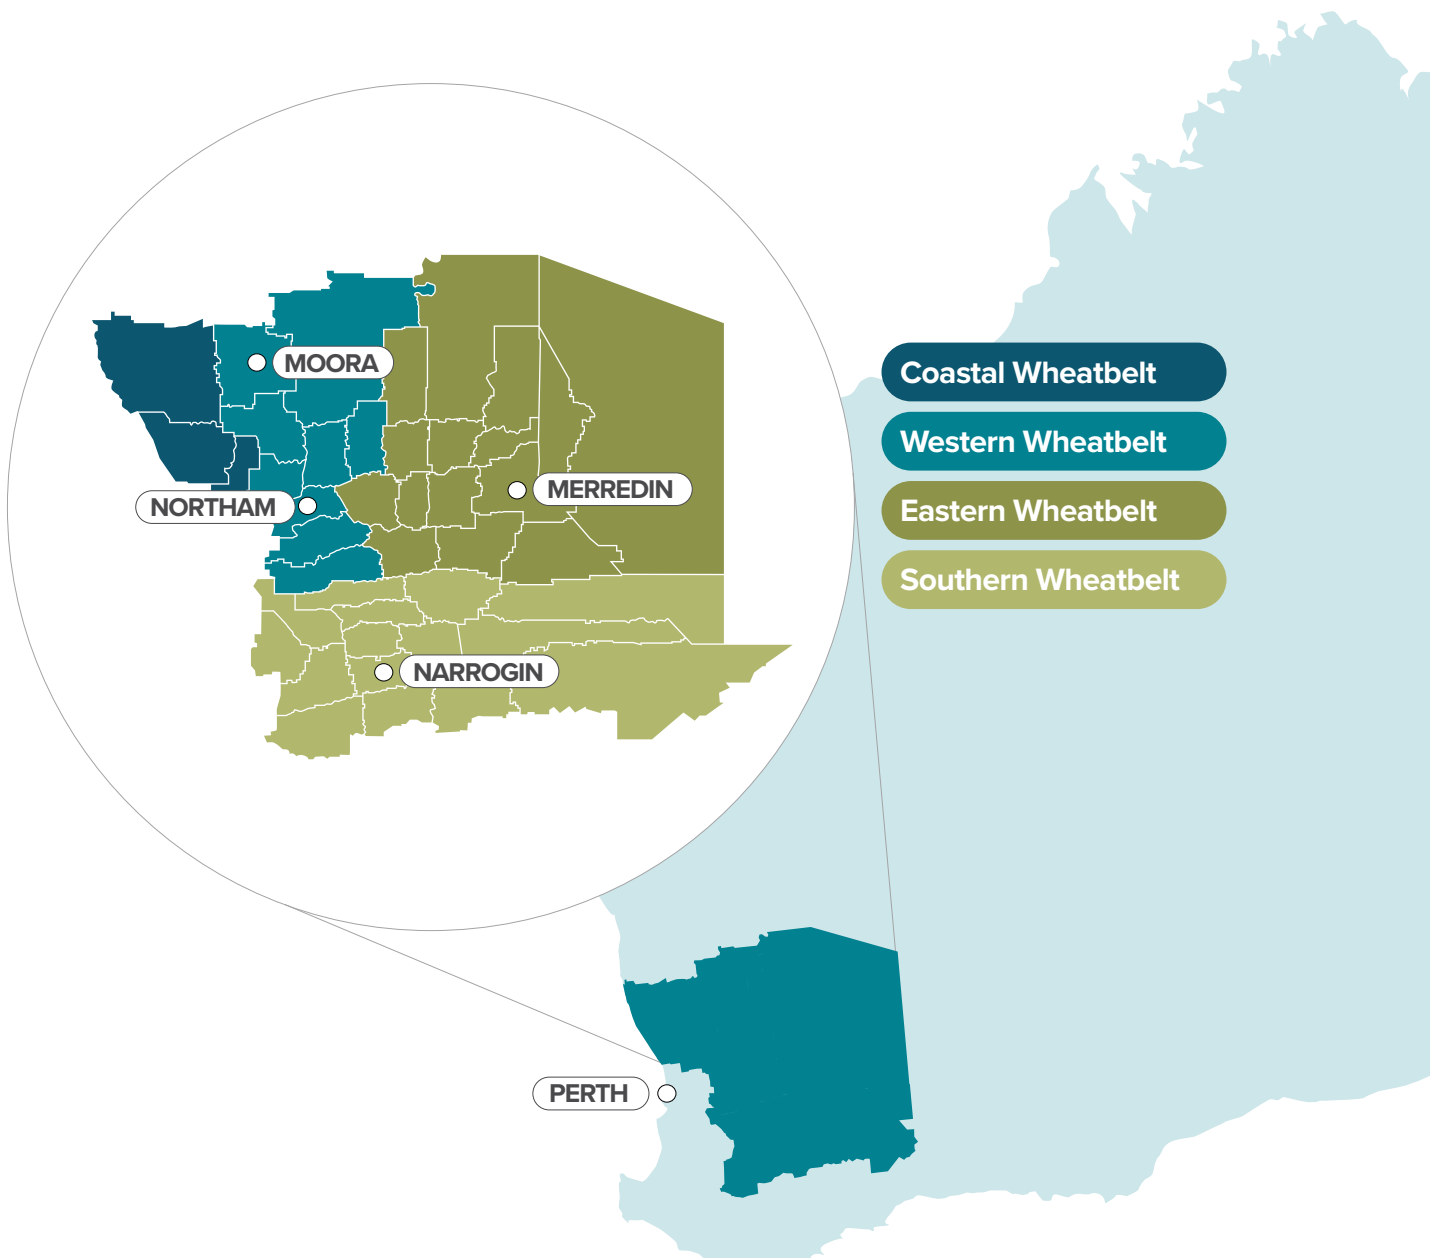 MOORA
NORTHAM
MERREDIN
NARROGIN
Coastal Wheatbelt
Western Wheatbelt
Eastern Wheatbelt
Southern Wheatbelt
PERTH